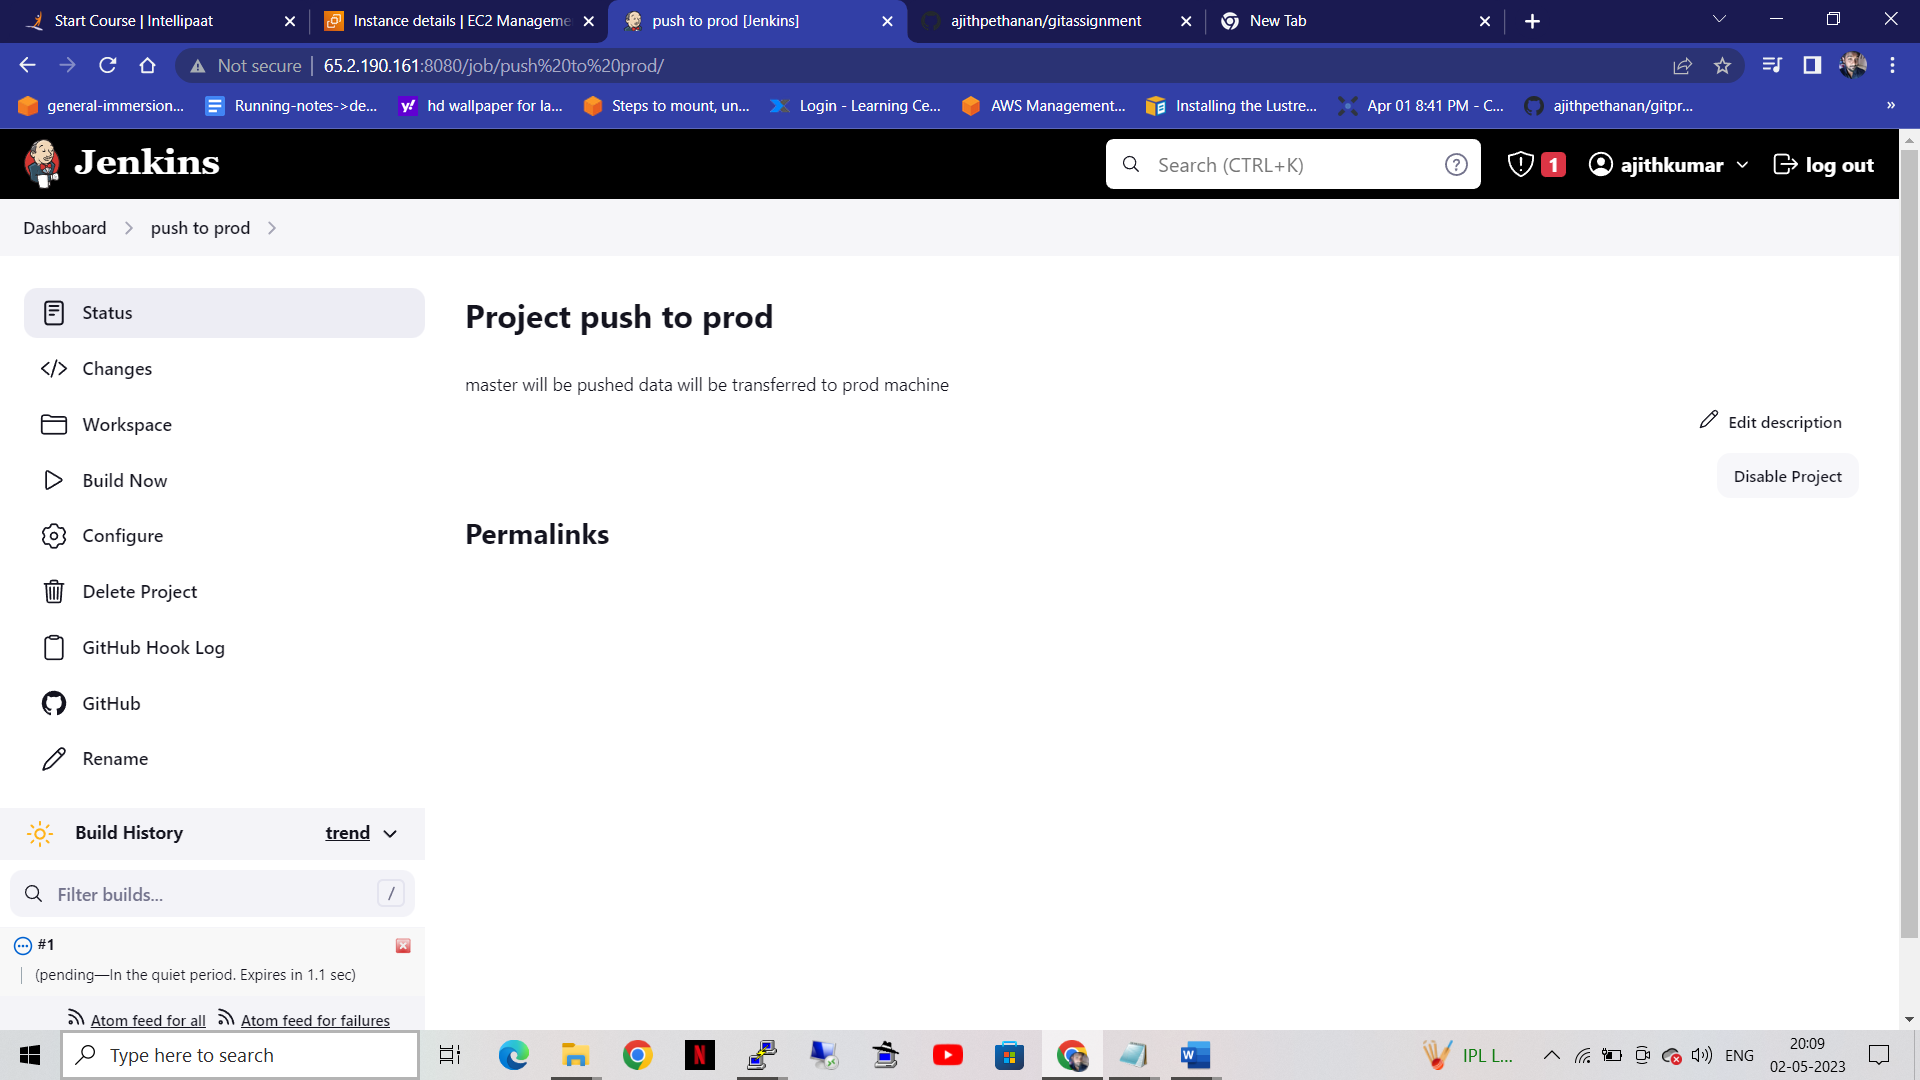 Start Course | Intellipaat
Instance details | EC2 Manageme
push to prod [Jenkins]
ajithpethanan/gitassignment
New Tab
Not secure
65.2.190.161:8080/job/push%20to%20prod/
general-immersion...
Running-notes->de...
hd wallpaper for la...
Steps to mount, un...
Login - Learning Ce...
AWS Management...
Installing the Lustre...
Apr 01 8:41 PM - C...
ajithpethanan/gitpr...
»
Jenkins
Search (CTRL+K)
1
ajithkumar
log out
Dashboard
push to prod
Status
Changes
Workspace
Build Now
Configure
Delete Project
GitHub Hook Log
GitHub
Rename
Project push to prod
master will be pushed data will be transferred to prod machine
Edit description
Disable Project
Permalinks
Build History
trend
Filter builds...
/
#1
(pending—In the quiet period. Expires in 1.1 sec)
Atom feed for all
Atom feed for failures
Type here to search
IPL L...
ENG
20:09
02-05-2023